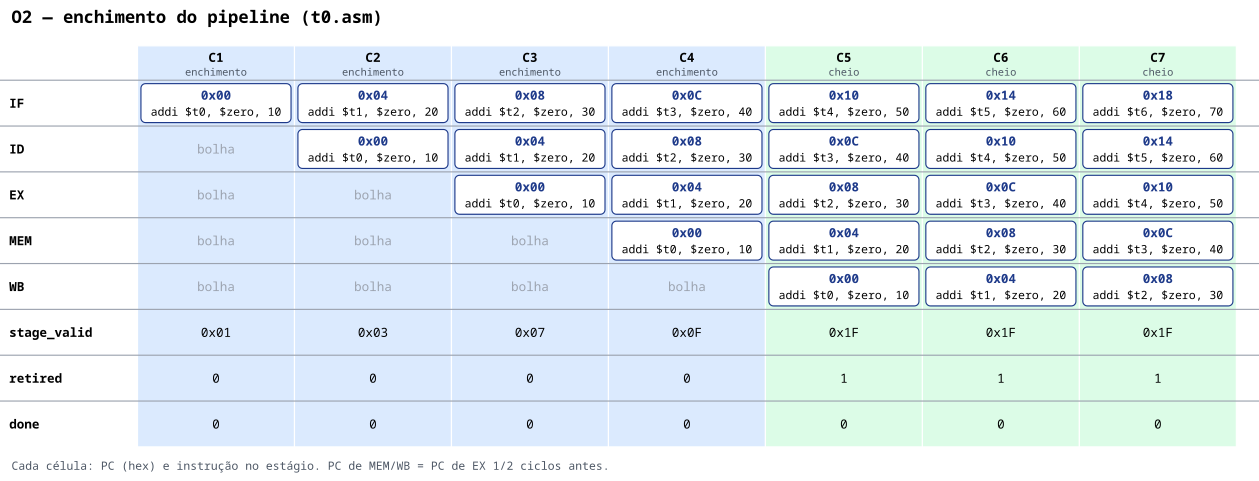 O2 — enchimento do pipeline (t0.asm)
C1 C2 C3 C4 C5 C6 C7
enchimento enchimento enchimento enchimento cheio cheio cheio
0x00 0x04 0x08 0x0C 0x10 0x14 0x18
IF addi $t0, $zero, 10 addi $t1, $zero, 20 addi $t2, $zero, 30 addi $t3, $zero, 40 addi $t4, $zero, 50 addi $t5, $zero, 60 addi $t6, $zero, 70
0x00 0x04 0x08 0x0C 0x10 0x14
ID bolha addi $t0, $zero, 10 addi $t1, $zero, 20 addi $t2, $zero, 30 addi $t3, $zero, 40 addi $t4, $zero, 50 addi $t5, $zero, 60
0x00 0x04 0x08 0x0C 0x10
EX bolha bolha addi $t0, $zero, 10 addi $t1, $zero, 20 addi $t2, $zero, 30 addi $t3, $zero, 40 addi $t4, $zero, 50
0x00 0x04 0x08 0x0C
MEM bolha bolha bolha addi $t0, $zero, 10 addi $t1, $zero, 20 addi $t2, $zero, 30 addi $t3, $zero, 40
0x00 0x04 0x08
WB bolha bolha bolha bolha addi $t0, $zero, 10 addi $t1, $zero, 20 addi $t2, $zero, 30
stage_valid 0x01 0x03 0x07 0x0F 0x1F 0x1F 0x1F
retired 0 0 0 0 1 1 1
done 0 0 0 0 0 0 0
Cada célula: PC (hex) e instrução no estágio. PC de MEM/WB = PC de EX 1/2 ciclos antes.